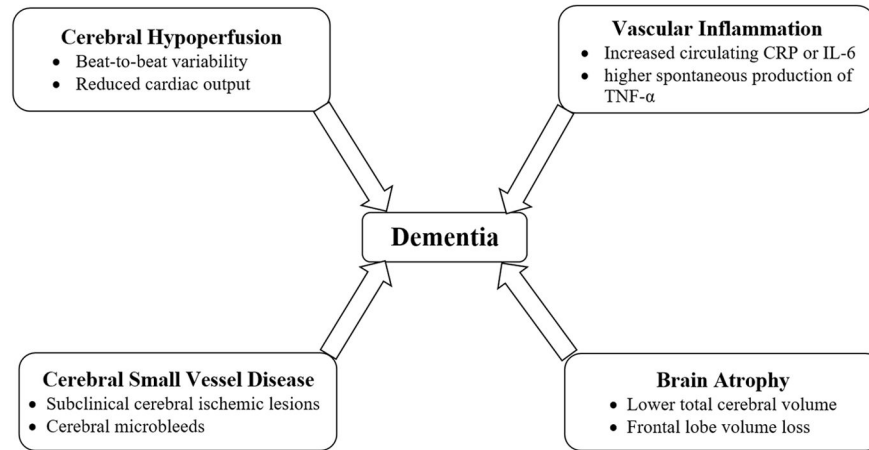 Cerebral Hypoperfusion
• Beat-to-beat variability
• Reduced cardiac output
Vascular Inflammation
• Increased circulating CRP or IL-6
• higher spontaneous production of
TNF-α
Dementia
Cerebral Small Vessel Disease
• Subclinical cerebral ischemic lesions
• Cerebral microbleeds
Brain Atrophy
• Lower total cerebral volume
• Frontal lobe volume loss